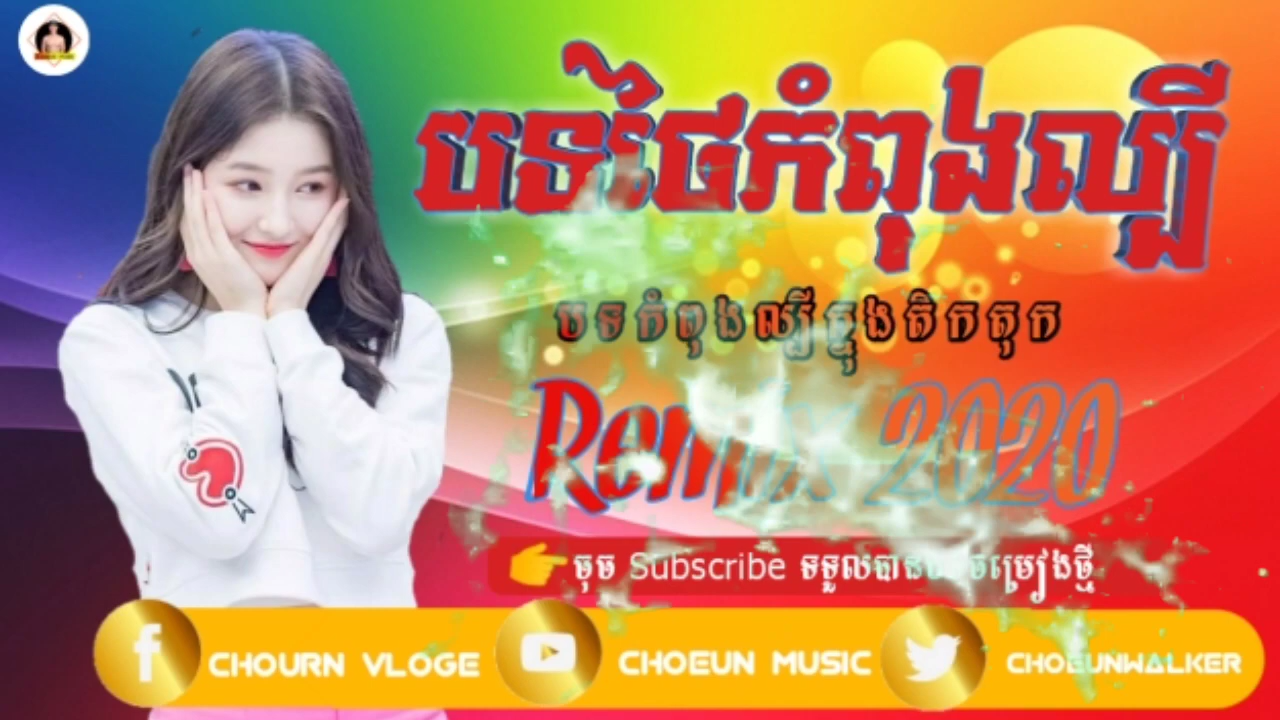 បទថៃកំពុងល្បី
បទកំពុងល្បីក្នុងតិកតុក
Remix 2020
ចុច Subscribe ទទួលបាន ចម្រៀងថ្មី
CHOURN VLOGE
CHOEUN MUSIC
CHOEUNWALKER